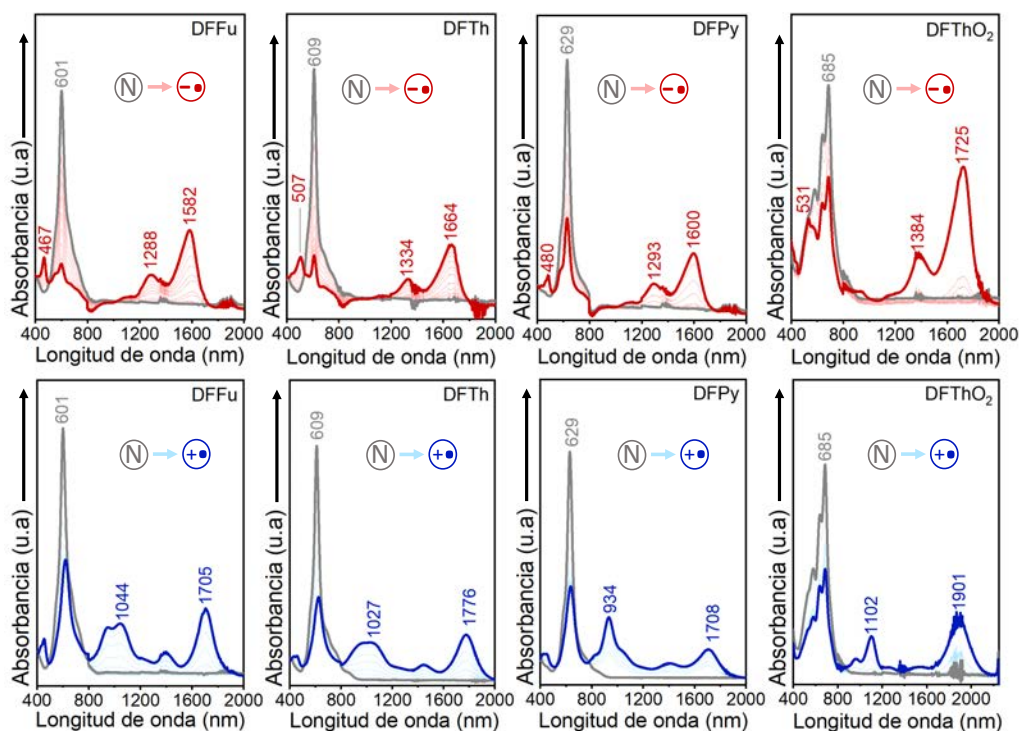 DFFu
Absorbancia (u.a)
601
N
467
1288
1582
400 800 1200 1600 2000
Longitud de onda (nm)
DFTh
Absorbancia (u.a)
609
N
507
1334
1664
400 800 1200 1600 2000
Longitud de onda (nm)
DFPy
Absorbancia (u.a)
629
N
480
1293
1600
400 800 1200 1600 2000
Longitud de onda (nm)
DFThO₂
Absorbancia (u.a)
685
N
531
1384
1725
400 800 1200 1600 2000
Longitud de onda (nm)
DFFu
Absorbancia (u.a)
601
N
+
1044
1705
400 800 1200 1600 2000
Longitud de onda (nm)
DFTh
Absorbancia (u.a)
609
N
+
1027
1776
400 800 1200 1600 2000
Longitud de onda (nm)
DFPy
Absorbancia (u.a)
629
N
+
934
1708
400 800 1200 1600 2000
Longitud de onda (nm)
DFThO₂
Absorbancia (u.a)
685
N
+
1102
1901
400 800 1200 1600 2000
Longitud de onda (nm)